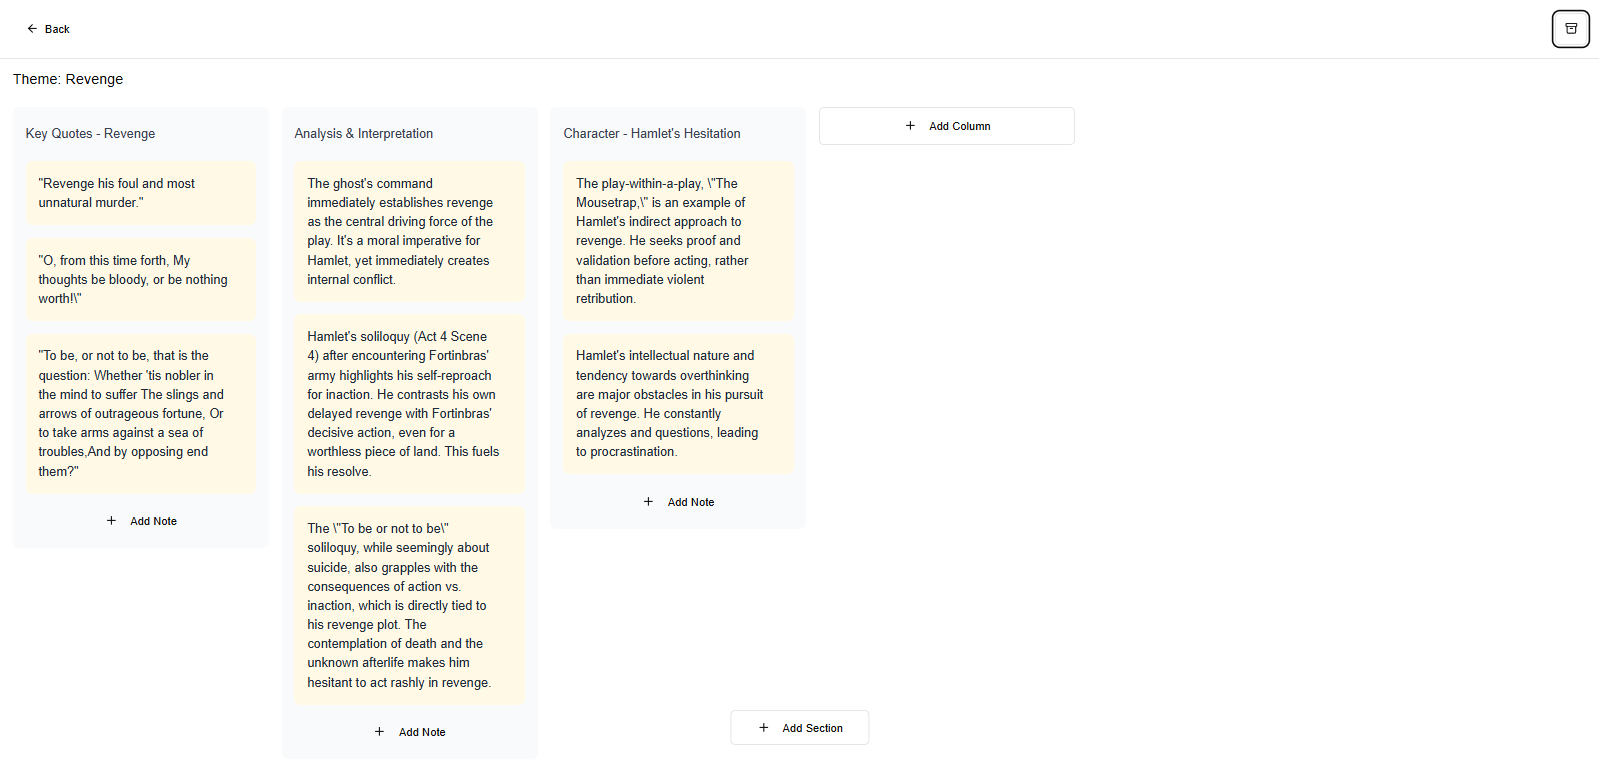 Back
Theme: Revenge
Key Quotes - Revenge
"Revenge his foul and most
unnatural murder."
"O, from this time forth, My
thoughts be bloody, or be nothing
worth!\"
"To be, or not to be, that is the
question: Whether 'tis nobler in
the mind to suffer The slings and
arrows of outrageous fortune, Or
to take arms against a sea of
troubles,And by opposing end
them?"
+ Add Note
Analysis & Interpretation
The ghost's command
immediately establishes revenge
as the central driving force of the
play. It's a moral imperative for
Hamlet, yet immediately creates
internal conflict.
Hamlet's soliloquy (Act 4 Scene
4) after encountering Fortinbras'
army highlights his self-reproach
for inaction. He contrasts his own
delayed revenge with Fortinbras'
decisive action, even for a
worthless piece of land. This fuels
his resolve.
The \"To be or not to be\"
soliloquy, while seemingly about
suicide, also grapples with the
consequences of action vs.
inaction, which is directly tied to
his revenge plot. The
contemplation of death and the
unknown afterlife makes him
hesitant to act rashly in revenge.
+ Add Note
Character - Hamlet's Hesitation
The play-within-a-play, \"The
Mousetrap,\" is an example of
Hamlet's indirect approach to
revenge. He seeks proof and
validation before acting, rather
than immediate violent
retribution.
Hamlet's intellectual nature and
tendency towards overthinking
are major obstacles in his pursuit
of revenge. He constantly
analyzes and questions, leading
to procrastination.
+ Add Note
+ Add Column
+ Add Section